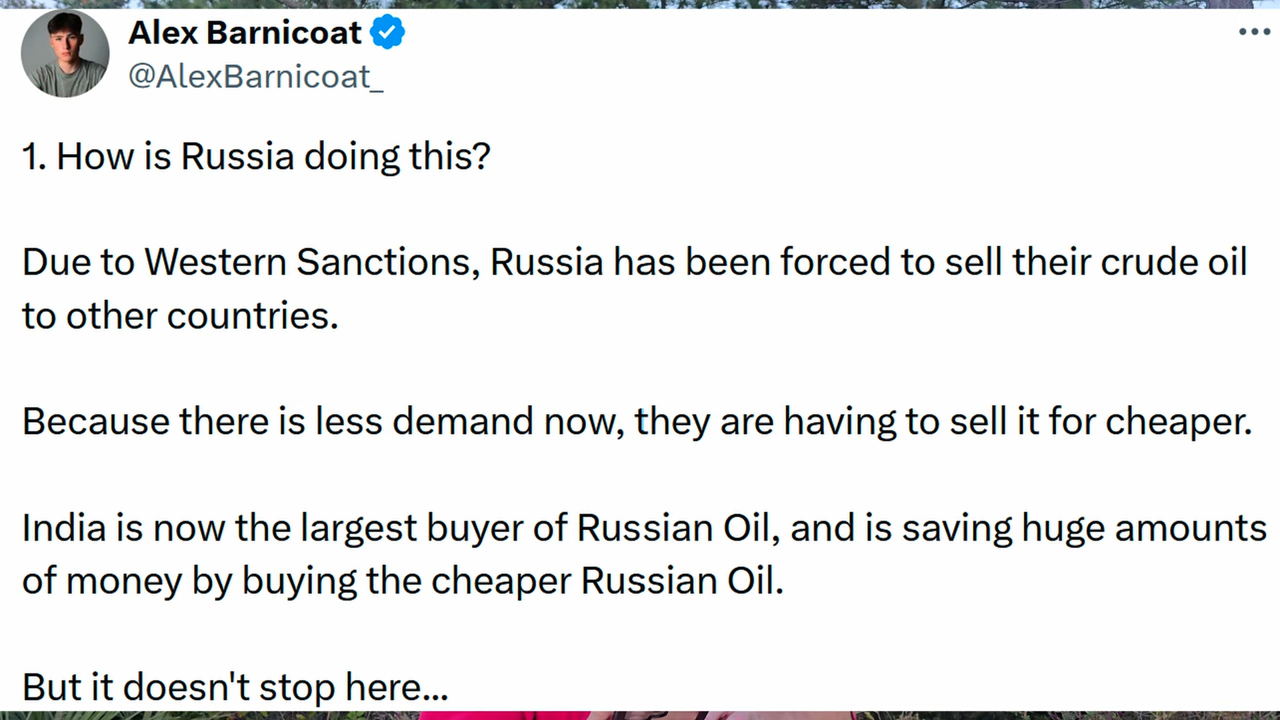 Alex Barnicoat
@AlexBarnicoat_
1. How is Russia doing this?
Due to Western Sanctions, Russia has been forced to sell their crude oil
to other countries.
Because there is less demand now, they are having to sell it for cheaper.
India is now the largest buyer of Russian Oil, and is saving huge amounts
of money by buying the cheaper Russian Oil.
But it doesn't stop here...